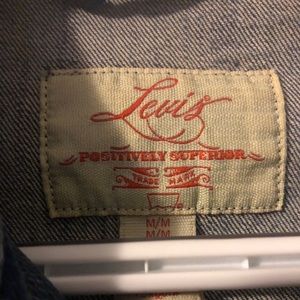 Levi's
POSITIVELY SUPERIOR
TRADE MARK
M/M
M/M